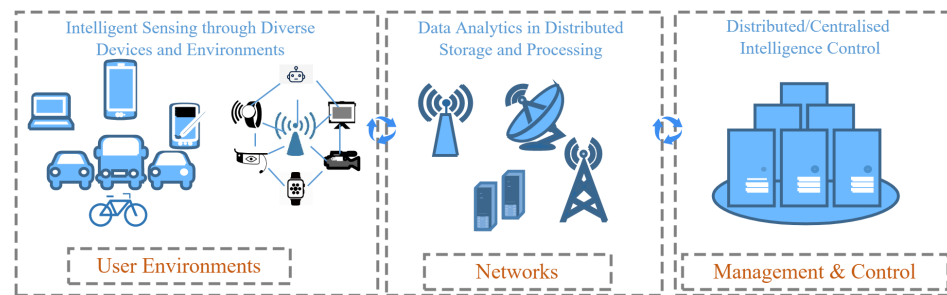 Intelligent Sensing through Diverse
Devices and Environments
Data Analytics in Distributed
Storage and Processing
Distributed/Centralised
Intelligence Control
User Environments
Networks
Management & Control